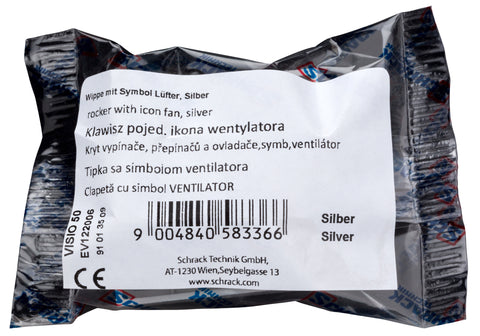 Wippe mit Symbol Lüfter, Silber
rocker with icon fan, silver
Klawisz pojed. ikona wentylatora
Kryt vypínače, přepínačů a ovladače,symb,ventilátor
Tipka sa simbolom ventilatora
Clapetă cu simbol VENTILATOR
VISIO 50
EV122006
91 01 3509
9 004840 583366
Silber
Silver
Schrack Technik GmbH,
AT-1230 Wien,Seybelgasse 13
www.schrack.com
CE